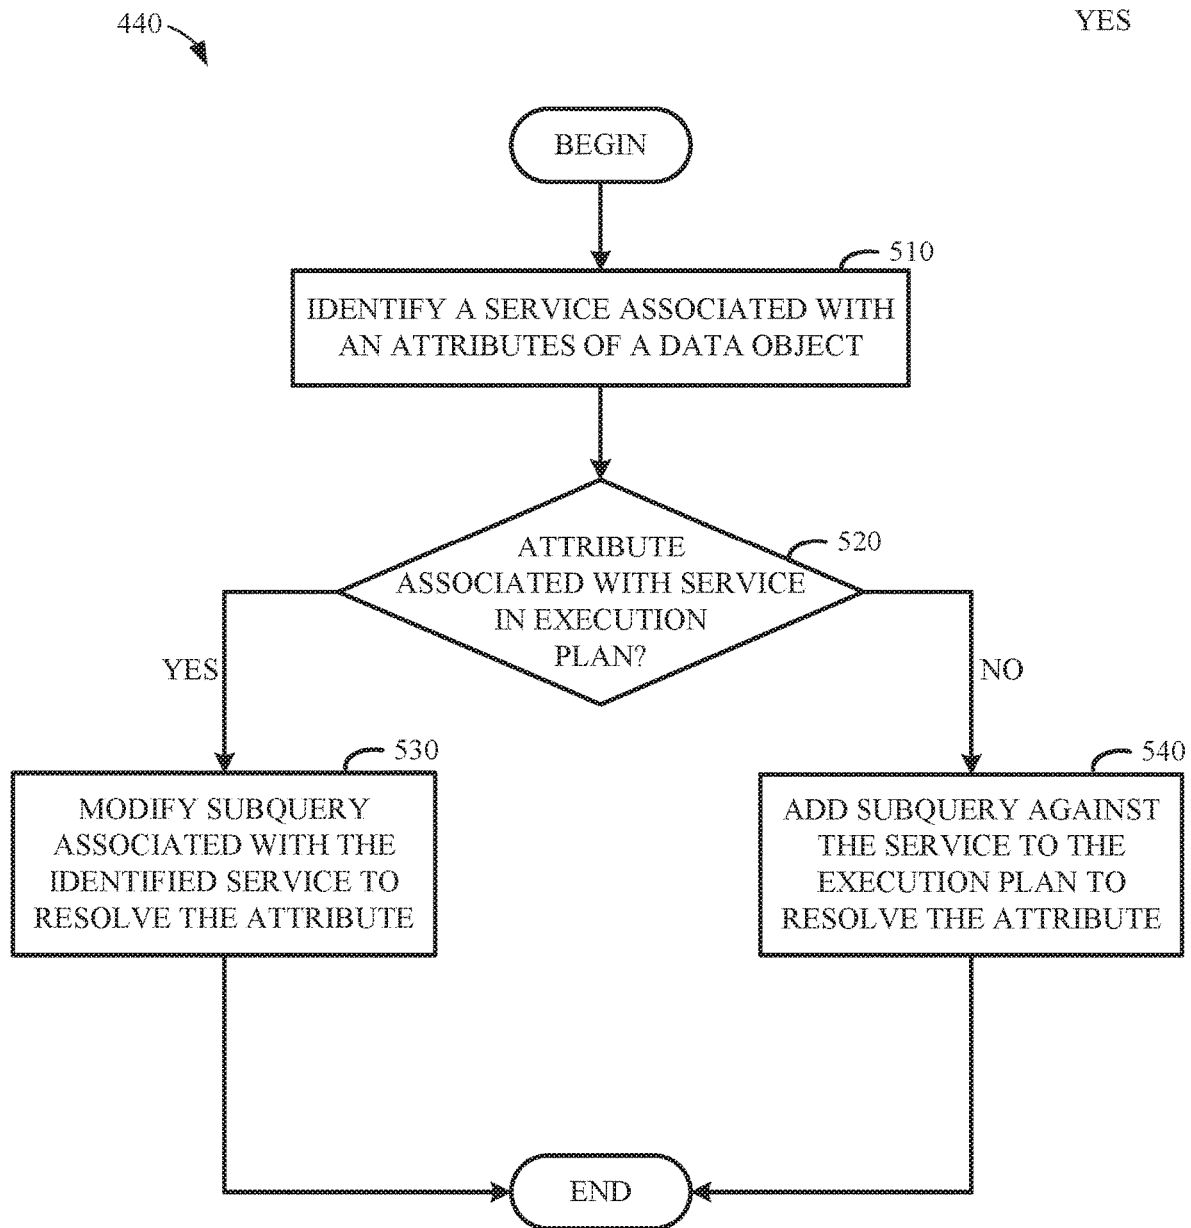 440
YES
BEGIN
510
IDENTIFY A SERVICE ASSOCIATED WITH
AN ATTRIBUTES OF A DATA OBJECT
520
ATTRIBUTE
ASSOCIATED WITH SERVICE
IN EXECUTION
PLAN?
YES
NO
530
MODIFY SUBQUERY
ASSOCIATED WITH THE
IDENTIFIED SERVICE TO
RESOLVE THE ATTRIBUTE
540
ADD SUBQUERY AGAINST
THE SERVICE TO THE
EXECUTION PLAN TO
RESOLVE THE ATTRIBUTE
END